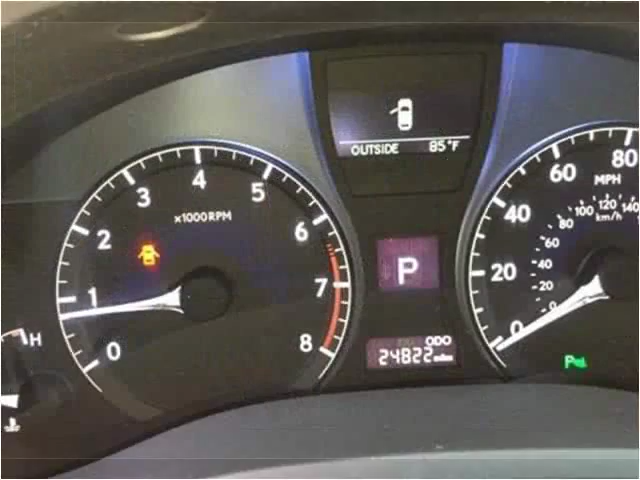 OUTSIDE 85°F
0 1 2 3 4 5 6 7 8
x1000RPM
P
ODO
24822 miles
H
0 20 40 60 80
MPH
0 20 40 60 80 100 120 140
km/h
P